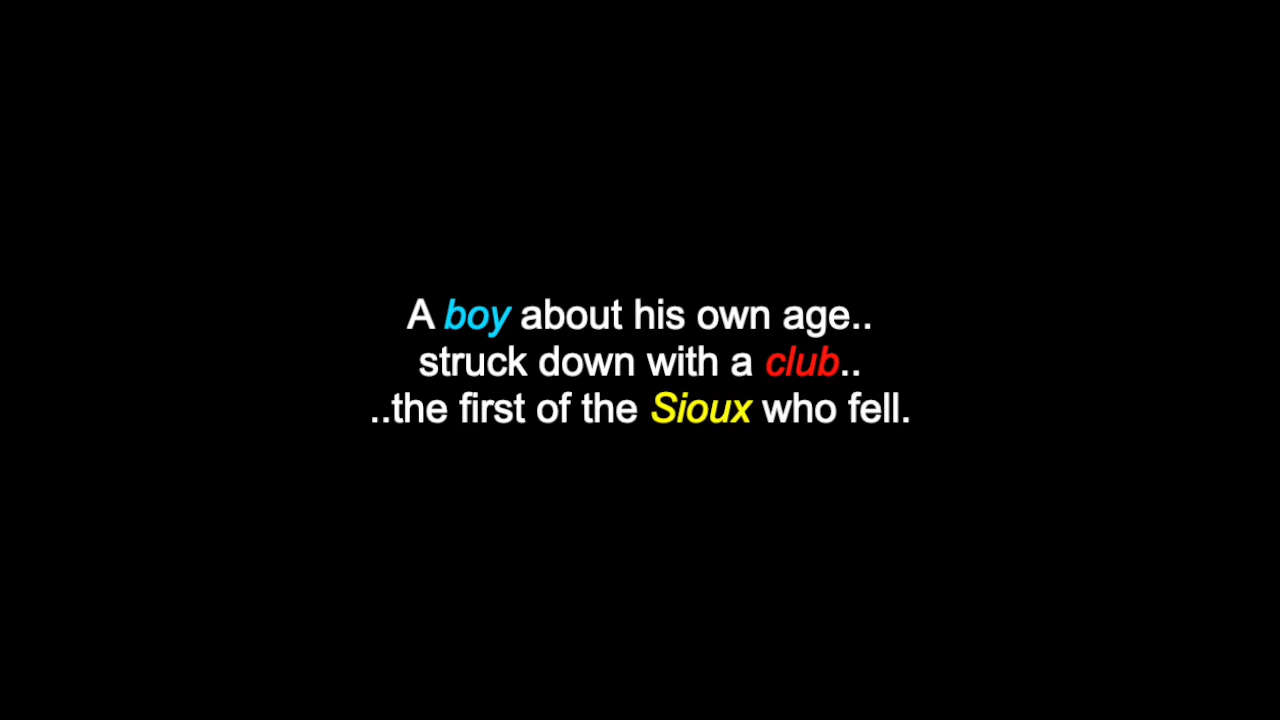 A boy about his own age..
struck down with a club..
..the first of the Sioux who fell.